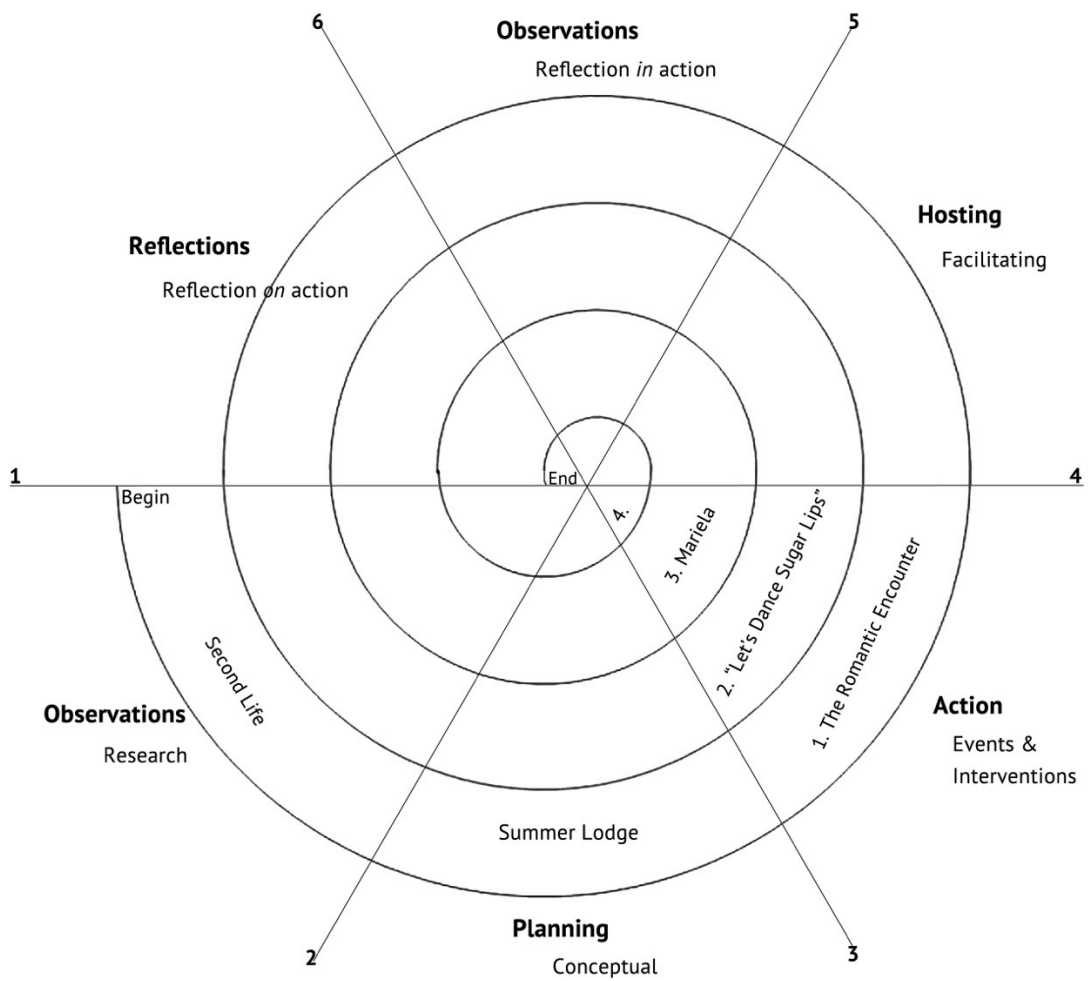 6
5
Observations
Reflection in action
Hosting
Facilitating
Reflections
Reflection on action
1
Begin
End
4
4.
3. Mariela
2. “Let’s Dance Sugar Lips”
1. The Romantic Encounter
Second Life
Observations
Research
Action
Events &
Interventions
Summer Lodge
Planning
Conceptual
2
3